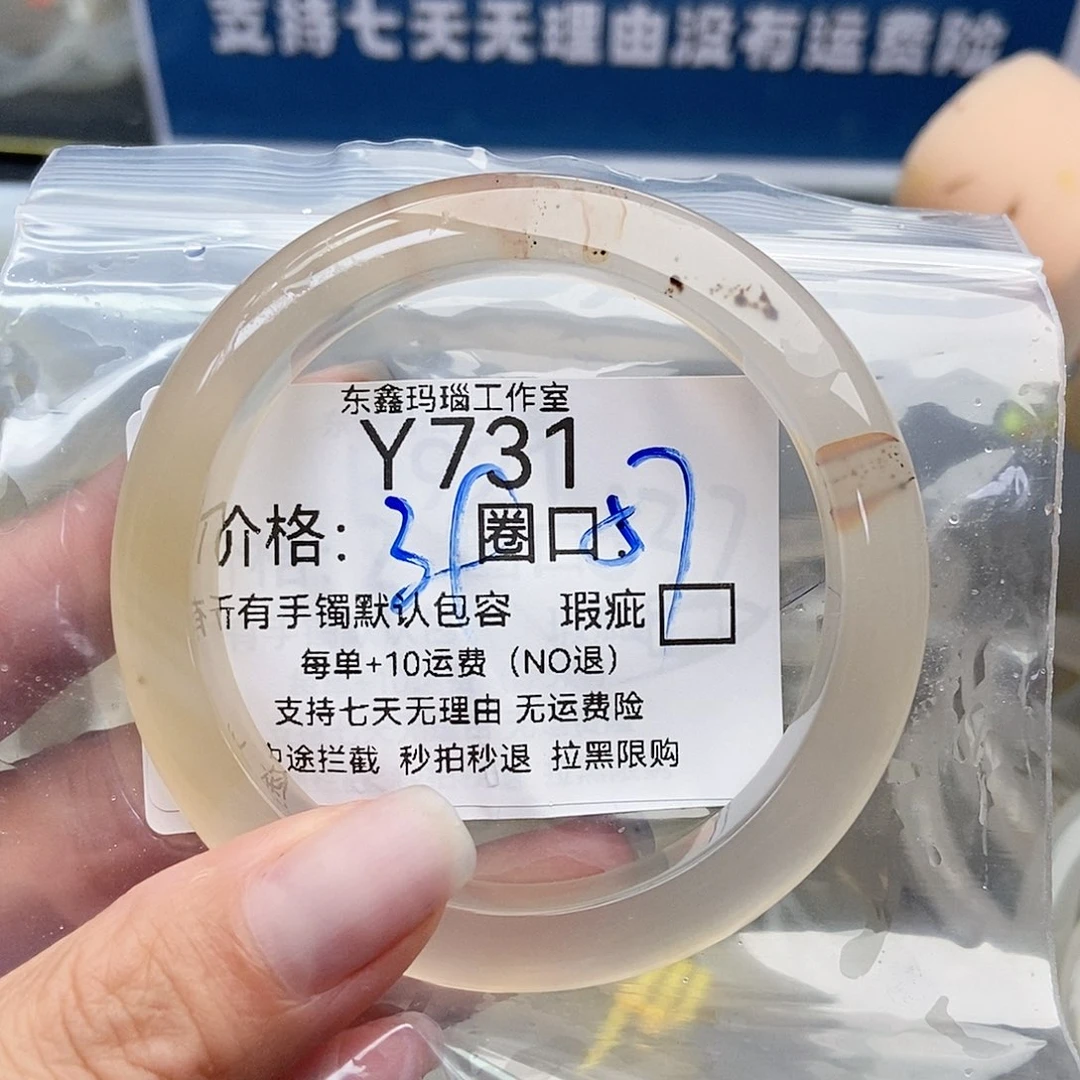 支持七天无理由没有运费险
东鑫玛瑙工作室
Y731
价格： 圈口：57
所有手镯默认包容 瑕疵
每单+10运费（NO退）
支持七天无理由 无运费险
中途拦截 秒拍秒退 拉黑限购